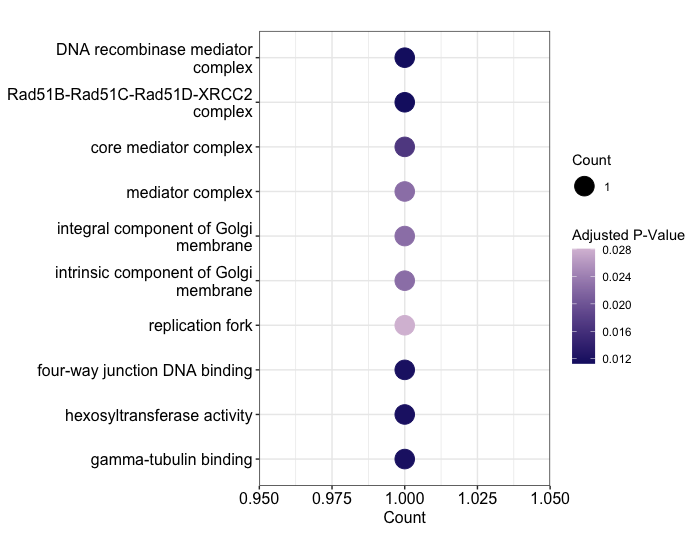 DNA recombinase mediator
complex
Rad51B-Rad51C-Rad51D-XRCC2
complex
core mediator complex
mediator complex
integral component of Golgi
membrane
intrinsic component of Golgi
membrane
replication fork
four-way junction DNA binding
hexosyltransferase activity
gamma-tubulin binding
0.950 0.975 1.000 1.025 1.050
Count
Count
1
Adjusted P-Value
0.028
0.024
0.020
0.016
0.012